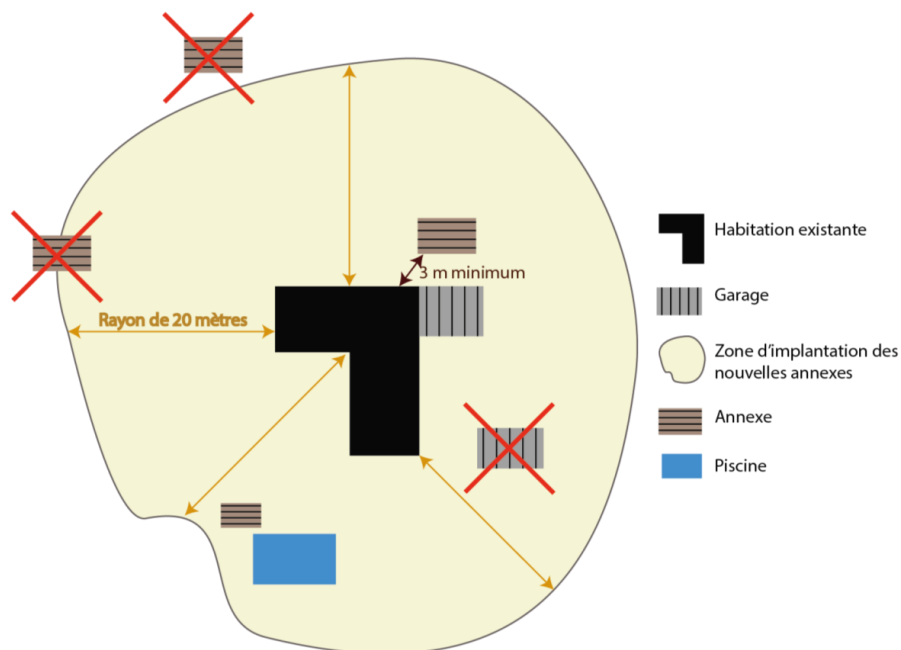 3 m minimum
Rayon de 20 mètres
Habitation existante
Garage
Zone d'implantation des
nouvelles annexes
Annexe
Piscine